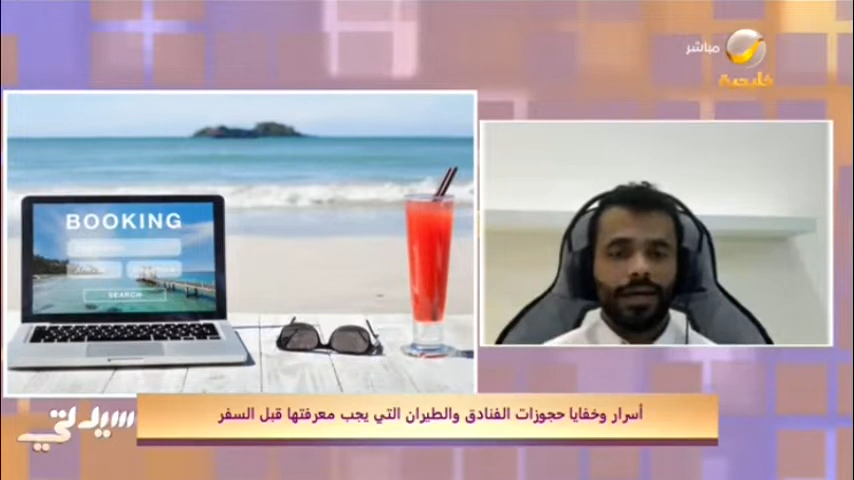 مباشر
خليجية
BOOKING
SEARCH
أسرار وخفايا حجوزات الفنادق والطيران التي يجب معرفتها قبل السفر
سيدتي